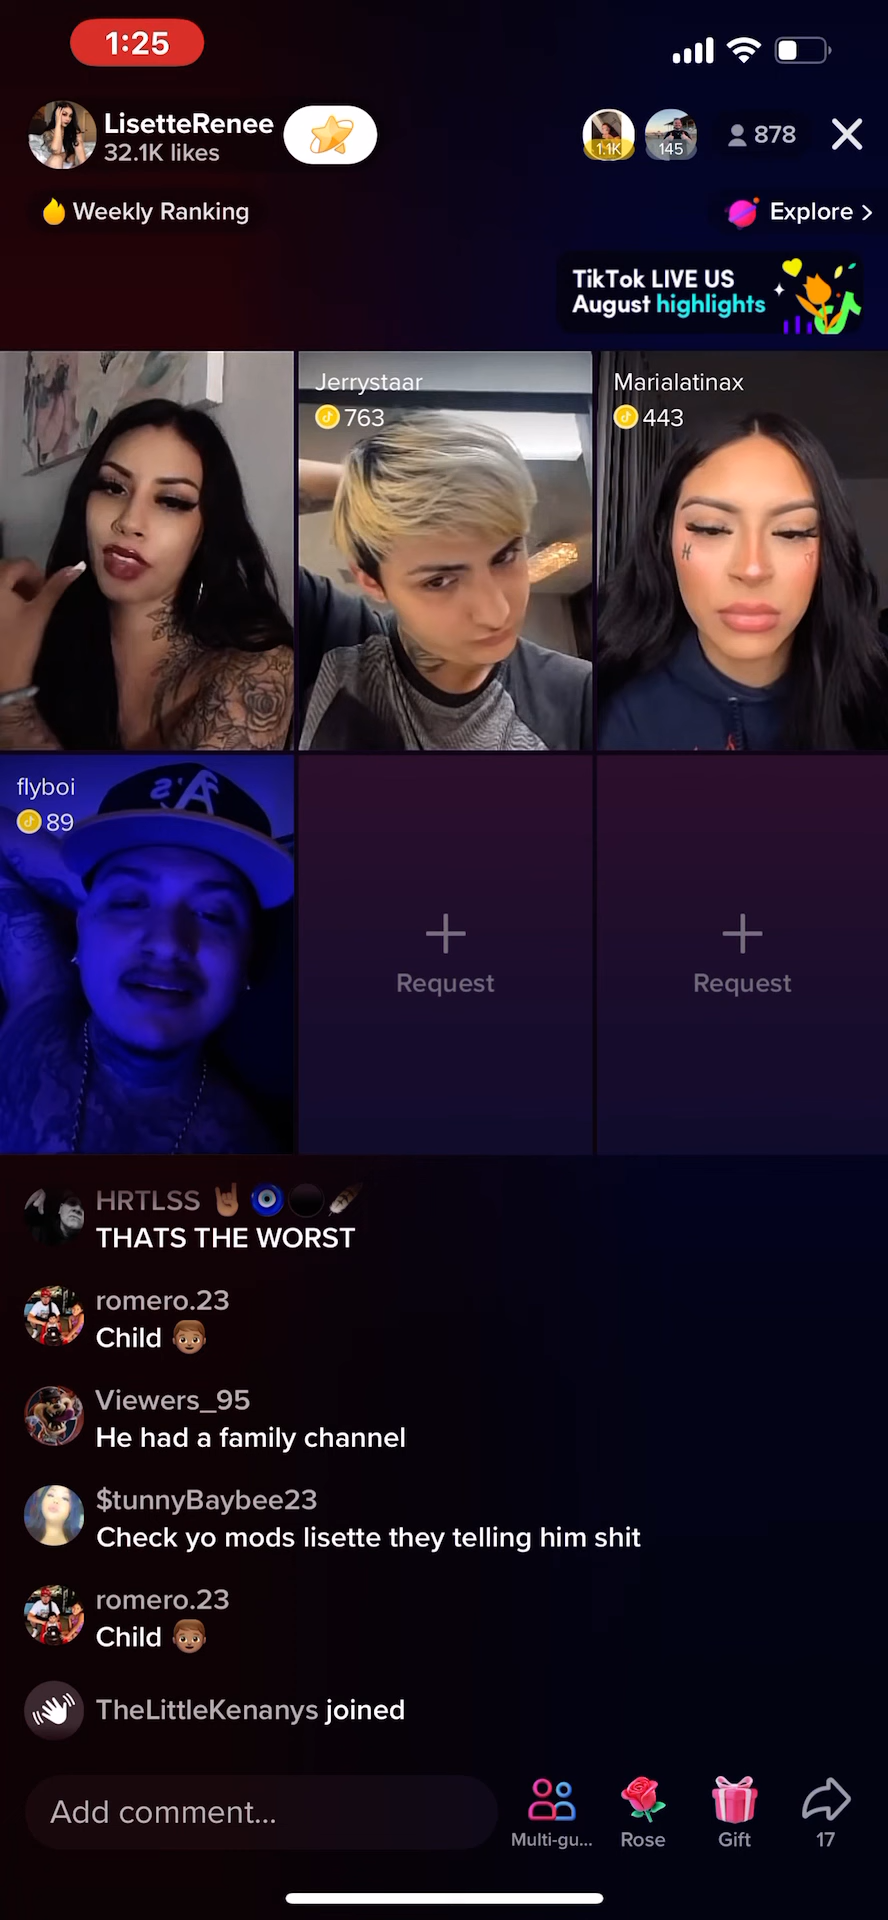 1:25
LisetteRenee
32.1K likes
1.1K
145
878
Weekly Ranking
Explore >
TikTok LIVE US
August highlights
Jerrystaar
763
Marialatinax
443
flyboi
89
A's
Request
Request
HRTLSS 🤘🏽🧿🌑🪶
THATS THE WORST
romero.23
Child 👦🏽
Viewers_95
He had a family channel
$tunnyBaybee23
Check yo mods lisette they telling him shit
romero.23
Child 👦🏽
TheLittleKenanys joined
Add comment...
Multi-gu...
Rose
Gift
17